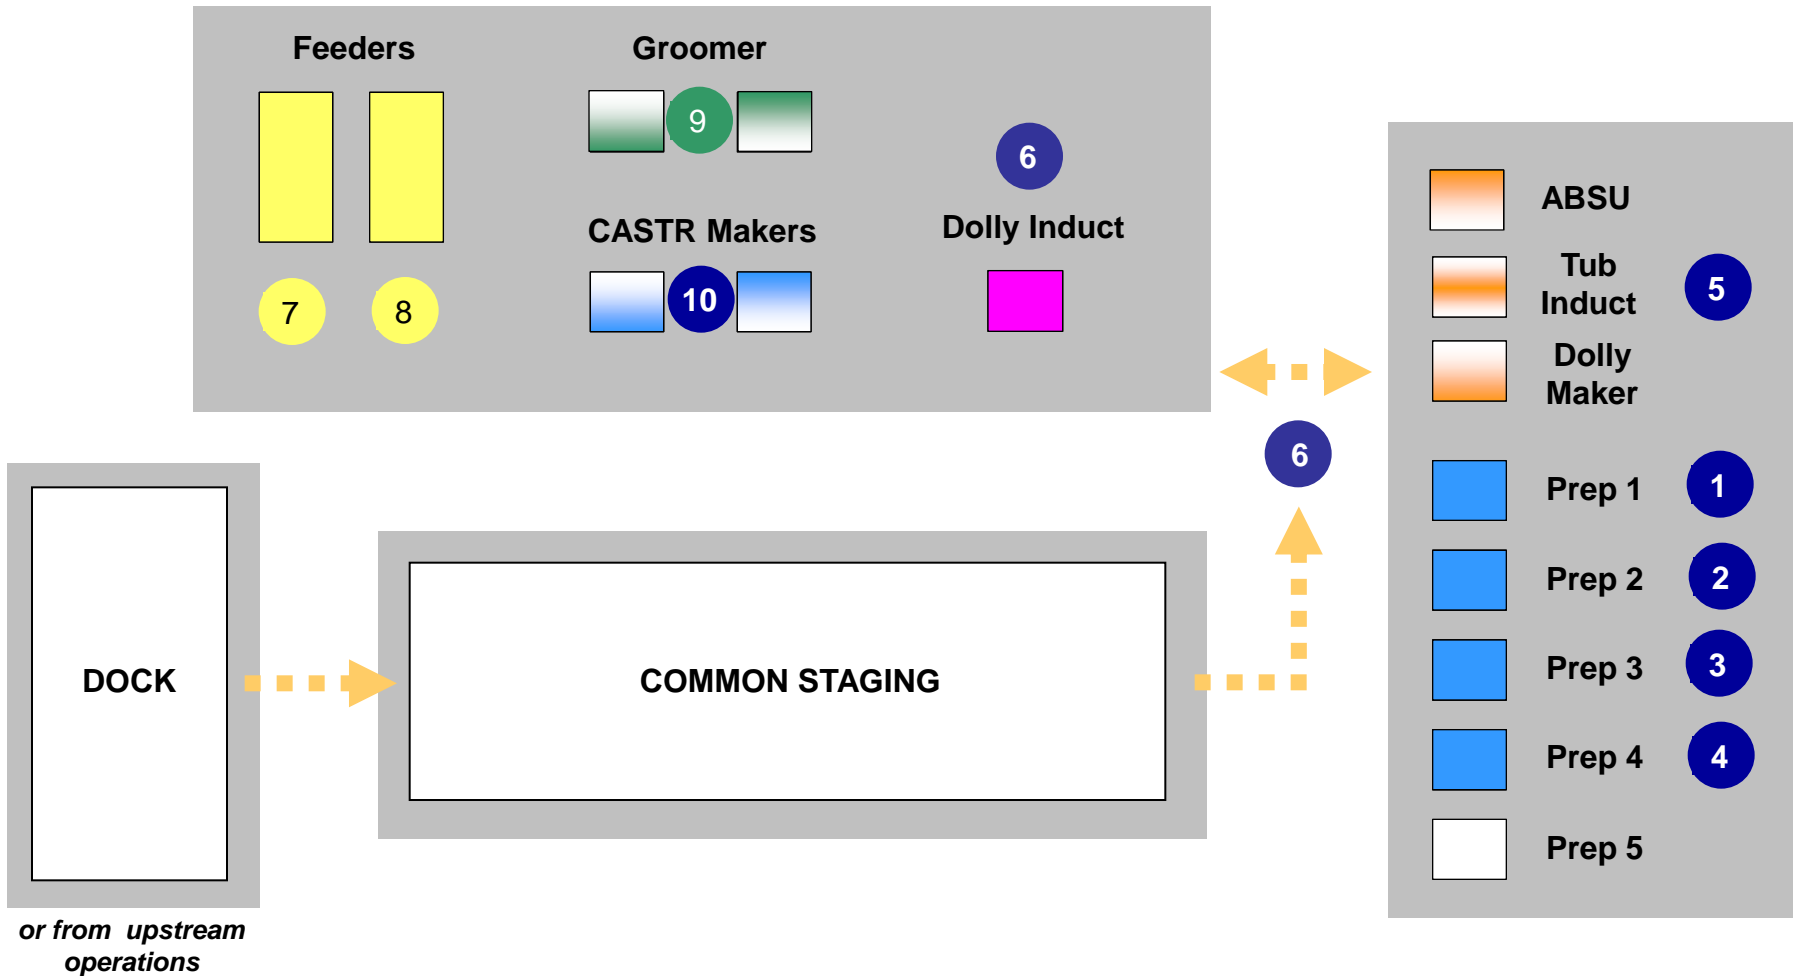 Feeders
Groomer
9
6
7
8
CASTR Makers
10
Dolly Induct
ABSU
Tub
Induct
5
Dolly
Maker
6
Prep 1
1
Prep 2
2
Prep 3
3
Prep 4
4
Prep 5
DOCK
COMMON STAGING
or from upstream
operations